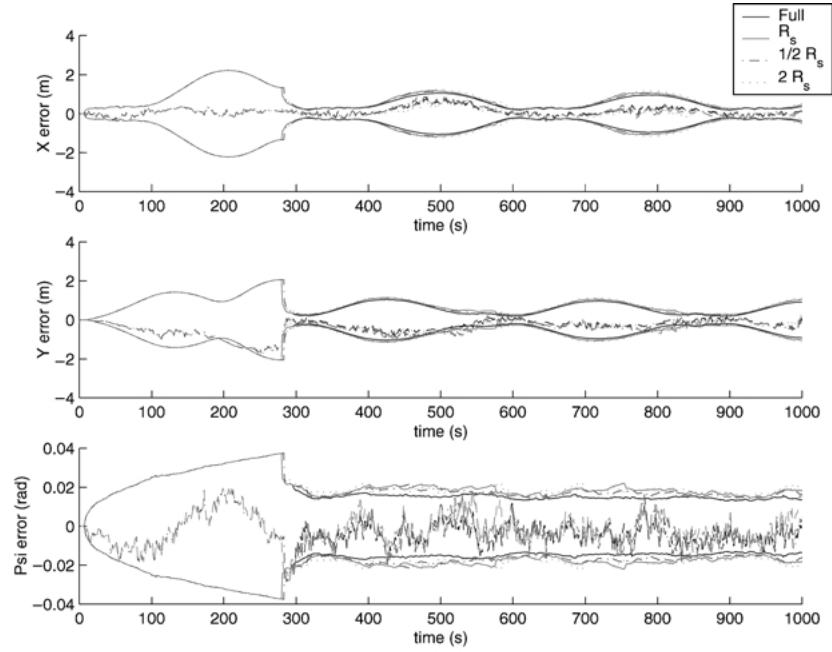 Full
R_s
1/2 R_s
2 R_s
4
2
0
−2
−4
X error (m)
0 100 200 300 400 500 600 700 800 900 1000
time (s)
4
2
0
−2
−4
Y error (m)
0 100 200 300 400 500 600 700 800 900 1000
time (s)
0.04
0.02
0
−0.02
−0.04
Psi error (rad)
0 100 200 300 400 500 600 700 800 900 1000
time (s)